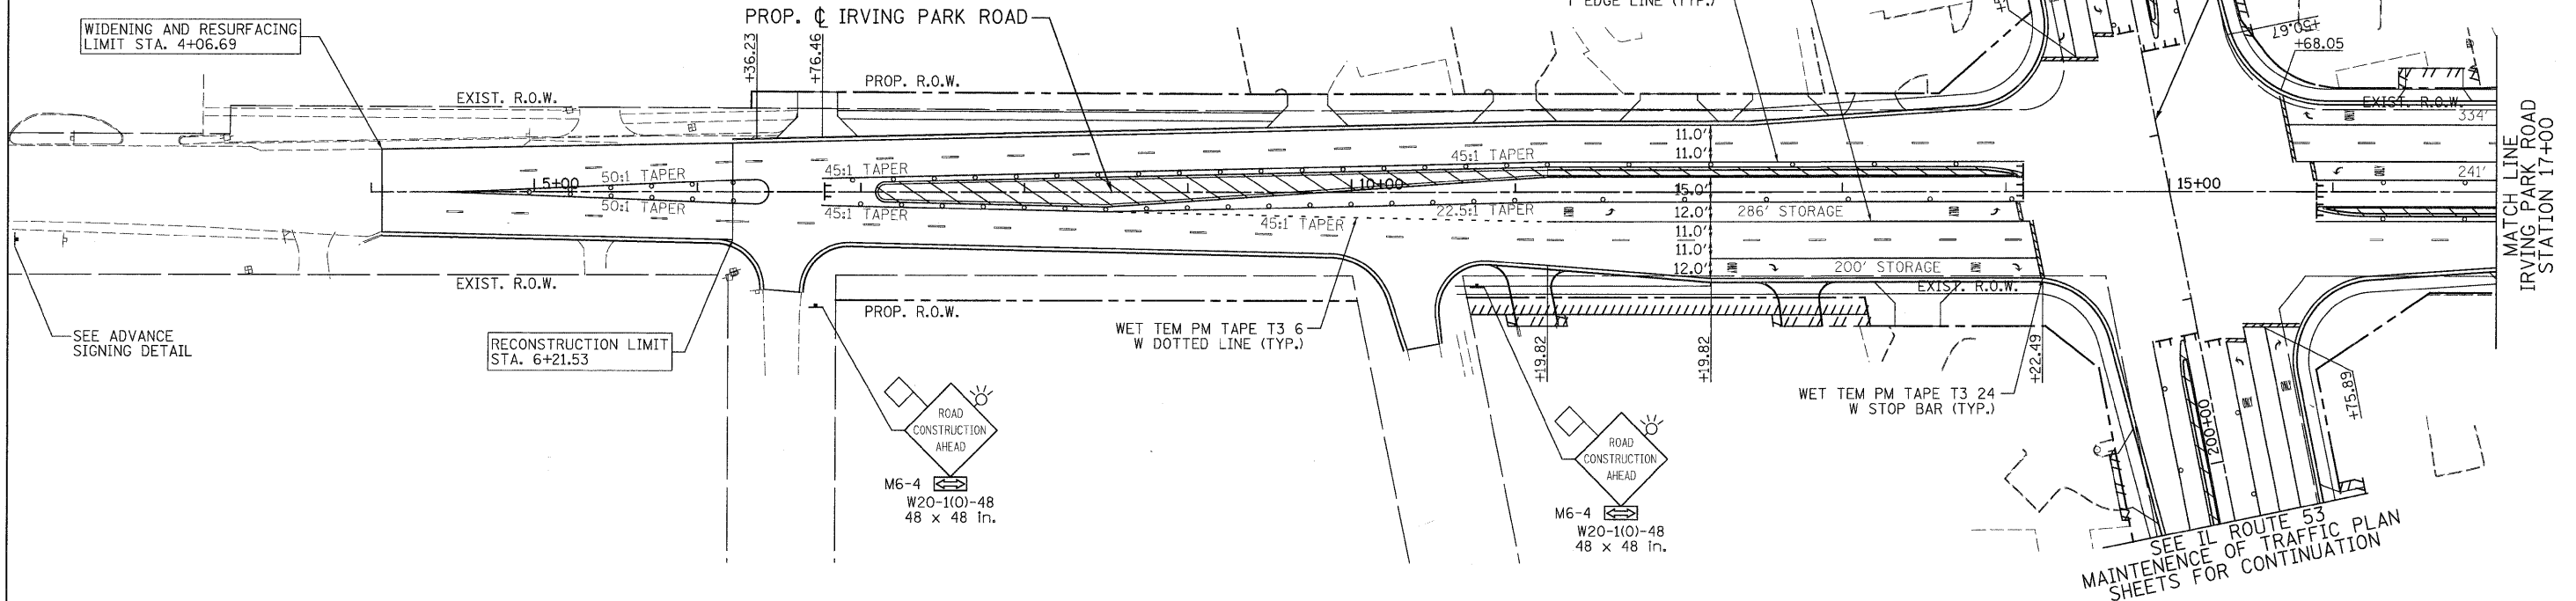 PROP. ℄ IRVING PARK ROAD
EDGE LINE (TYP.)
WIDENING AND RESURFACING
LIMIT STA. 4+06.69
+36.23
+76.46
PROP. R.O.W.
EXIST. R.O.W.
+50.67
+68.05
EXIST. R.O.W.
334'
241'
MATCH LINE
IRVING PARK ROAD
STATION 17+00
11.0'
11.0'
15.0'
12.0'
11.0'
11.0'
12.0'
45:1 TAPER
45:1 TAPER
50:1 TAPER
5+00
50:1 TAPER
45:1 TAPER
10+00
15+00
22.5:1 TAPER
45:1 TAPER
286' STORAGE
200' STORAGE
EXIST. R.O.W.
EXIST. R.O.W.
PROP. R.O.W.
SEE ADVANCE
SIGNING DETAIL
RECONSTRUCTION LIMIT
STA. 6+21.53
WET TEM PM TAPE T3 6
W DOTTED LINE (TYP.)
+19.82
+19.82
+22.49
WET TEM PM TAPE T3 24
W STOP BAR (TYP.)
+75.89
200+00
ONLY
ONLY
ROAD
CONSTRUCTION
AHEAD
M6-4
W20-1(O)-48
48 x 48 in.
ROAD
CONSTRUCTION
AHEAD
M6-4
W20-1(O)-48
48 x 48 in.
SEE IL ROUTE 53
MAINTENENCE OF TRAFFIC PLAN
SHEETS FOR CONTINUATION